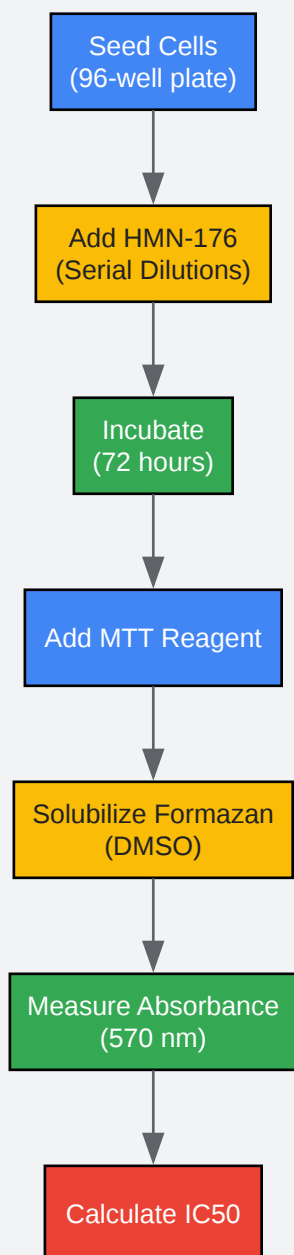 Seed Cells
(96-well plate)
Add HMN-176
(Serial Dilutions)
Incubate
(72 hours)
Add MTT Reagent
Solubilize Formazan
(DMSO)
Measure Absorbance
(570 nm)
Calculate IC50